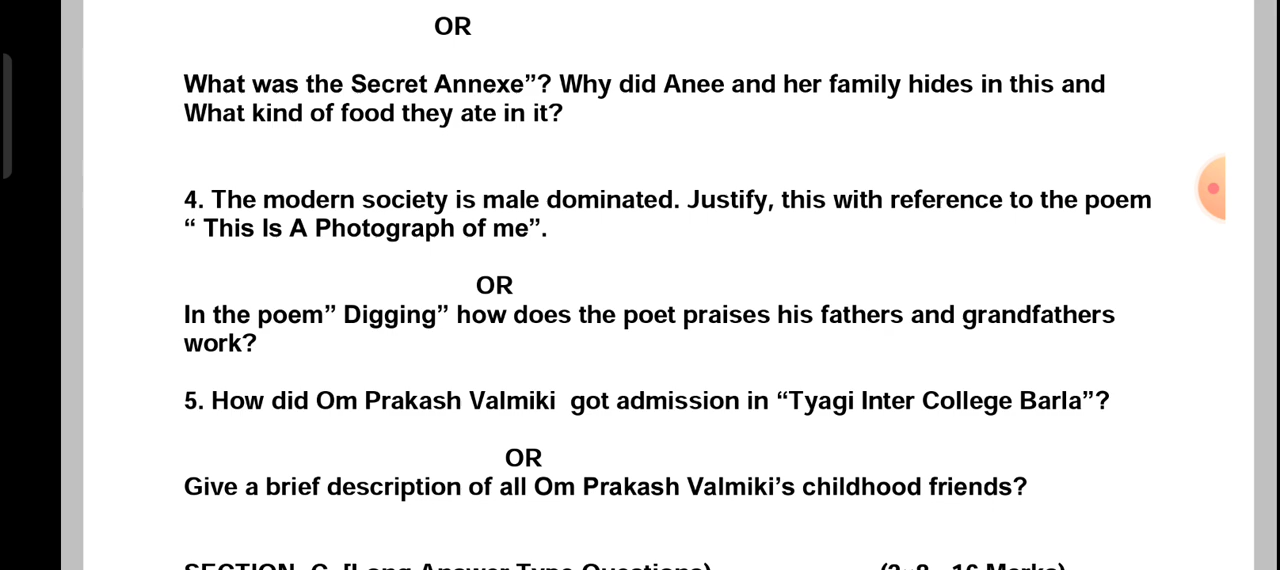 OR
What was the Secret Annexe”? Why did Anee and her family hides in this and
What kind of food they ate in it?
4. The modern society is male dominated. Justify, this with reference to the poem
“ This Is A Photograph of me”.
OR
In the poem” Digging” how does the poet praises his fathers and grandfathers
work?
5. How did Om Prakash Valmiki  got admission in “Tyagi Inter College Barla”?
OR
Give a brief description of all Om Prakash Valmiki’s childhood friends?